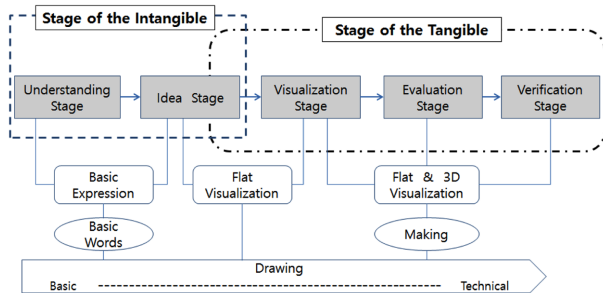 Stage of the Intangible
Stage of the Tangible
Understanding
Stage
Idea Stage
Visualization
Stage
Evaluation
Stage
Verification
Stage
Basic
Expression
Flat
Visualization
Flat & 3D
Visualization
Basic
Words
Making
Drawing
Basic
Technical